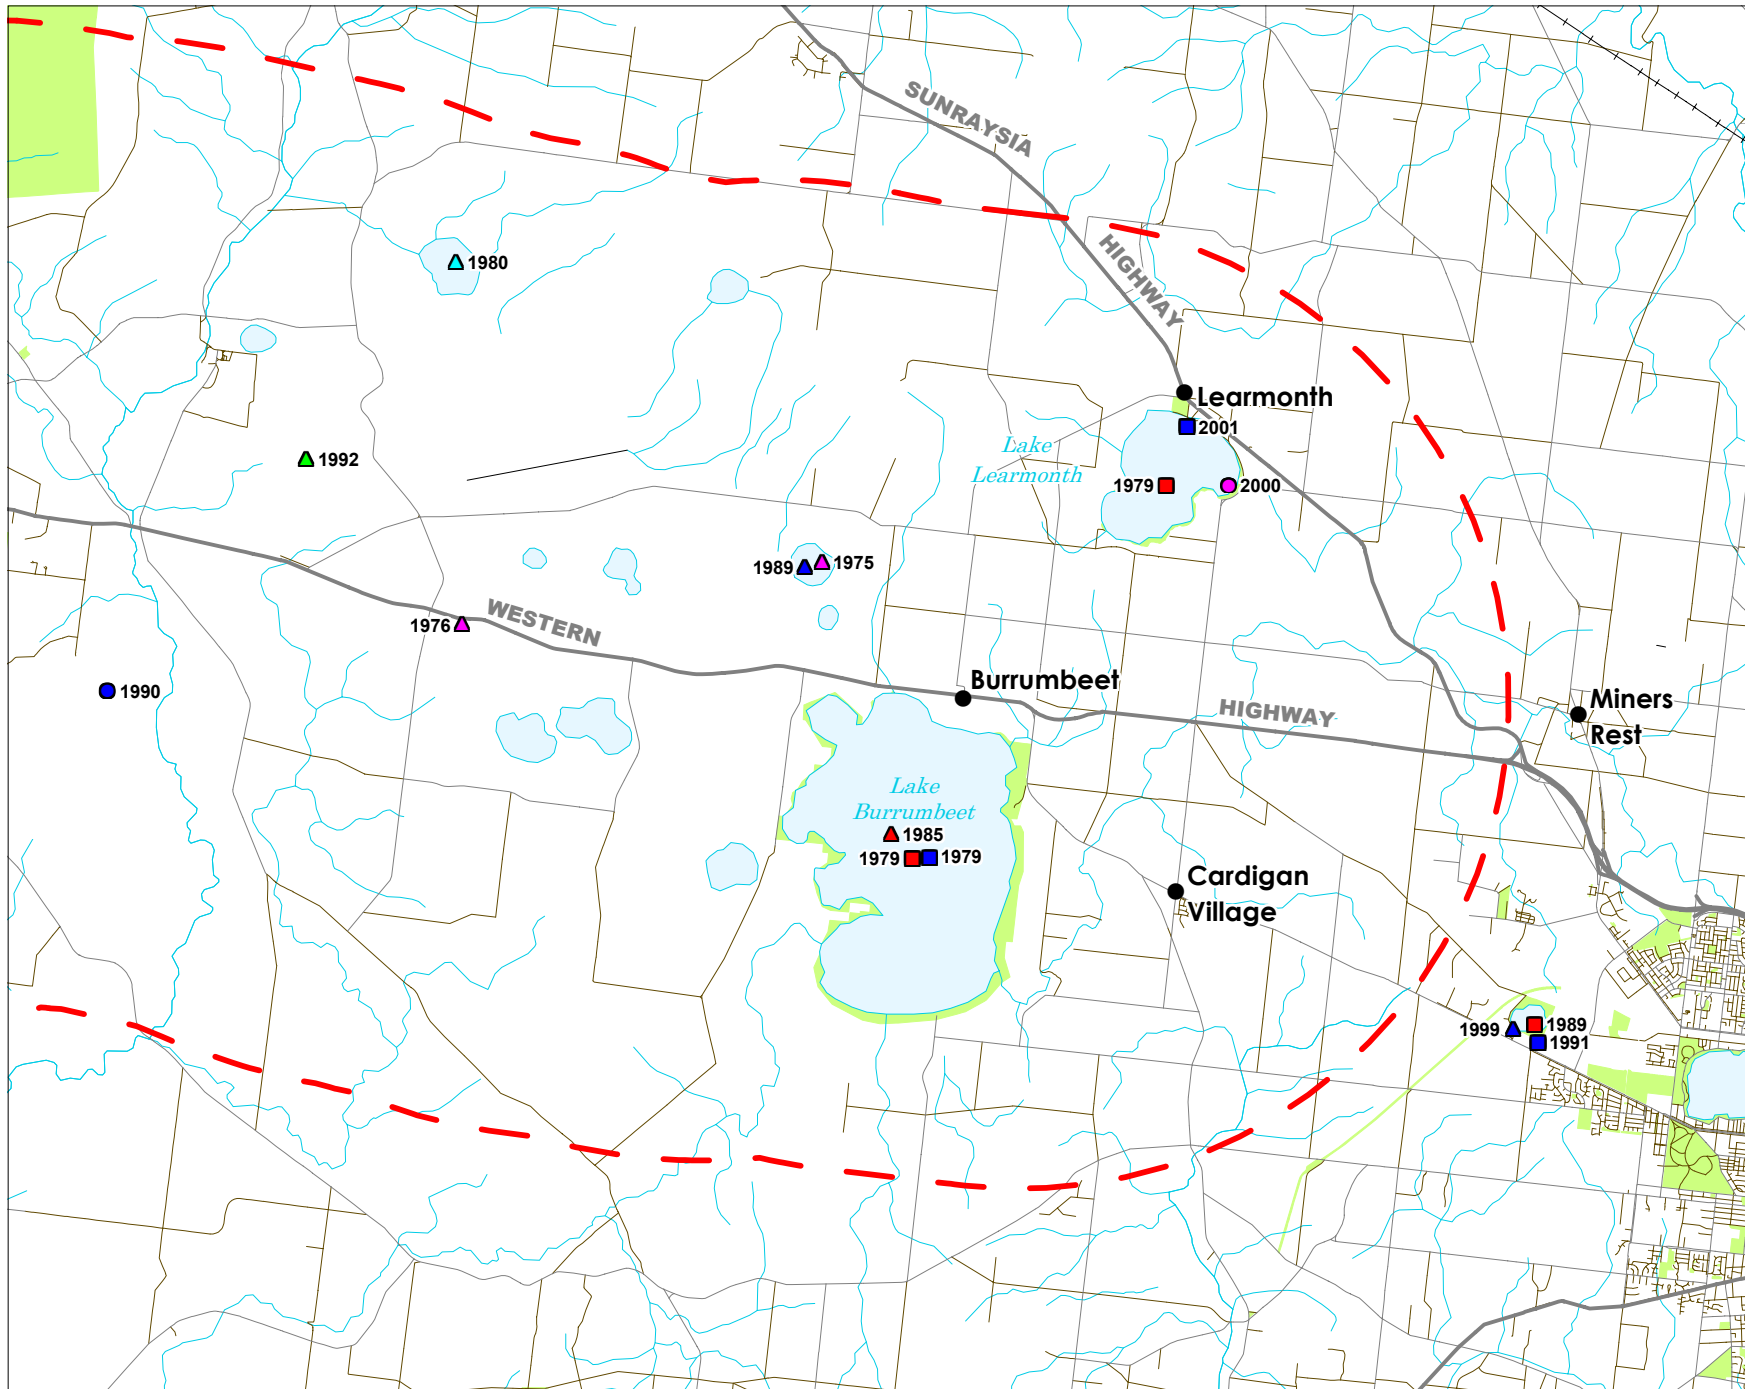 SUNRAYSIA
HIGHWAY
1980
Learmonth
2001
Lake
Learmonth
1992
1979
2000
1989
1975
1976
WESTERN
Burrumbeet
1990
HIGHWAY
Miners
Rest
Lake
Burrumbeet
1985
1979
1979
Cardigan
Village
1999
1989
1991